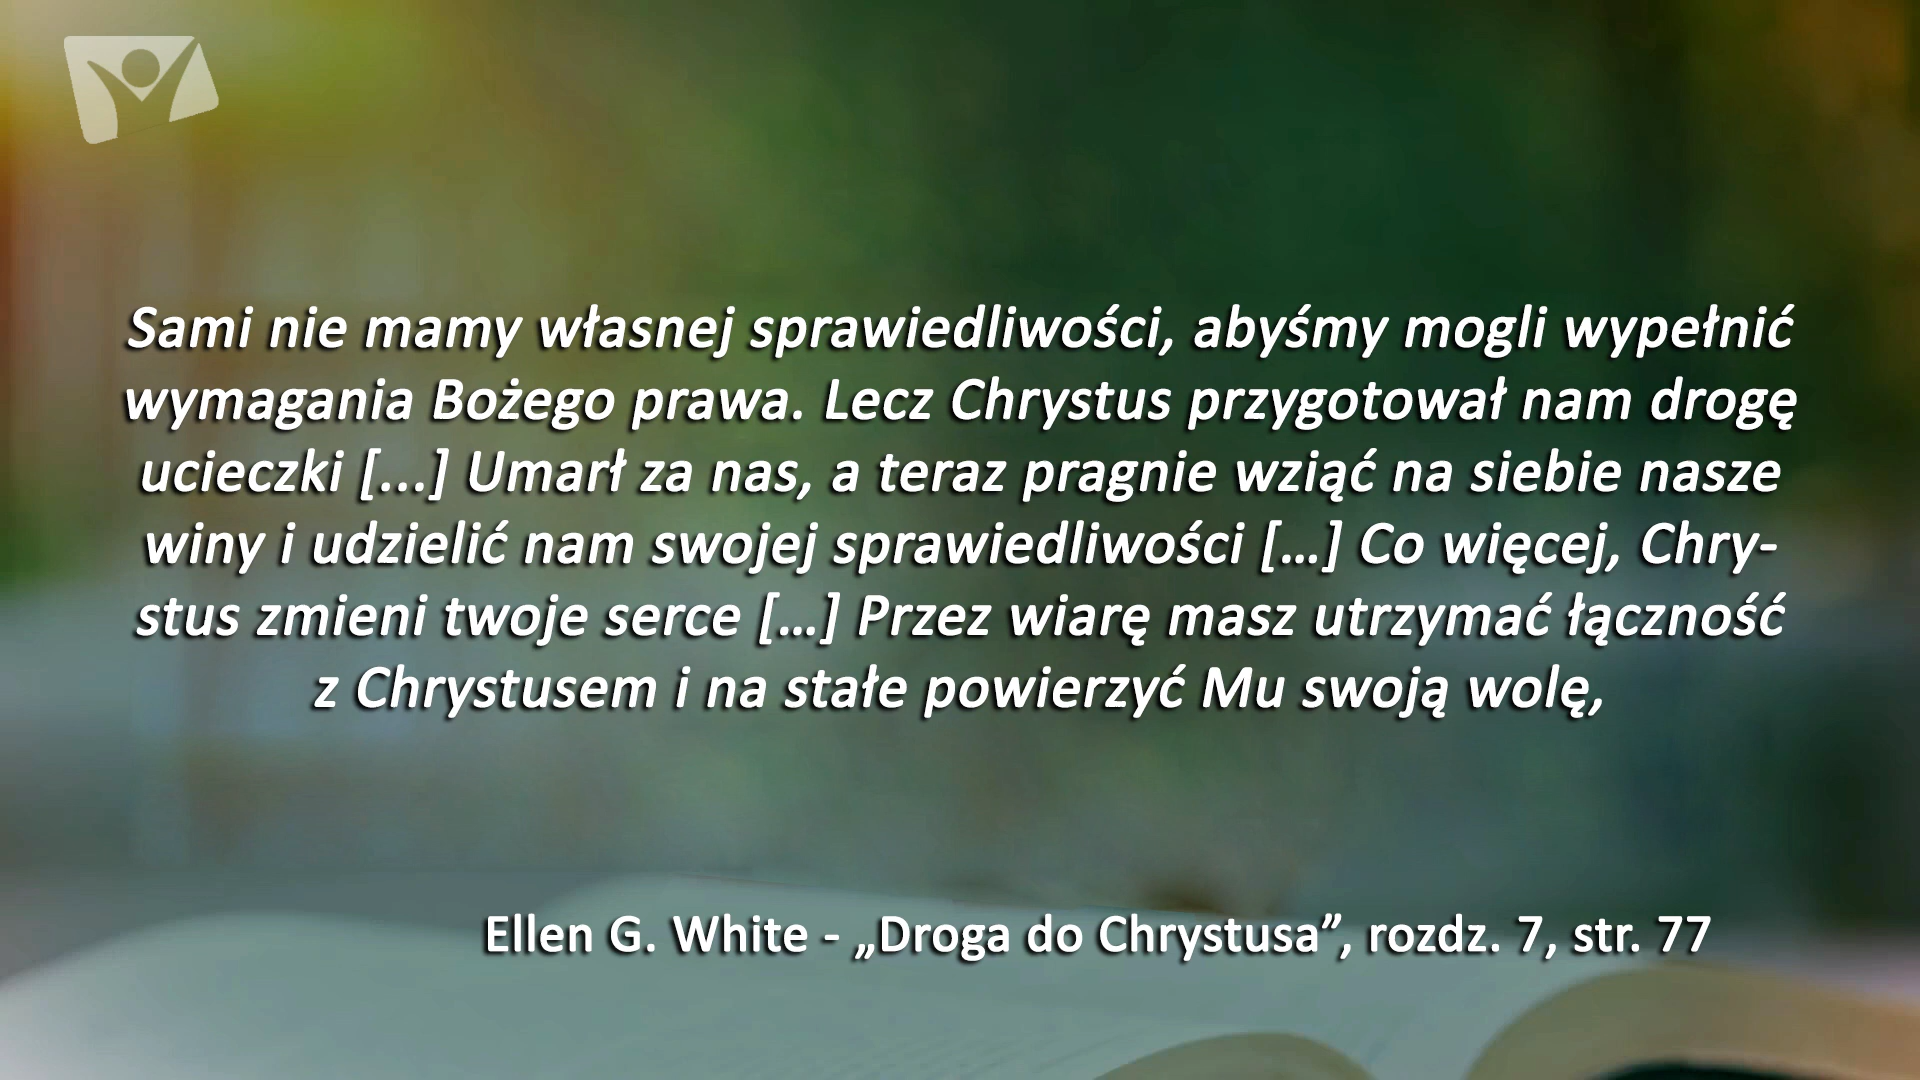 Sami nie mamy własnej sprawiedliwości, abyśmy mogli wypełnić
wymagania Bożego prawa. Lecz Chrystus przygotował nam drogę
ucieczki [...] Umarł za nas, a teraz pragnie wziąć na siebie nasze
winy i udzielić nam swojej sprawiedliwości […] Co więcej, Chry-
stus zmieni twoje serce […] Przez wiarę masz utrzymać łączność
z Chrystusem i na stałe powierzyć Mu swoją wolę,
Ellen G. White - „Droga do Chrystusa”, rozdz. 7, str. 77